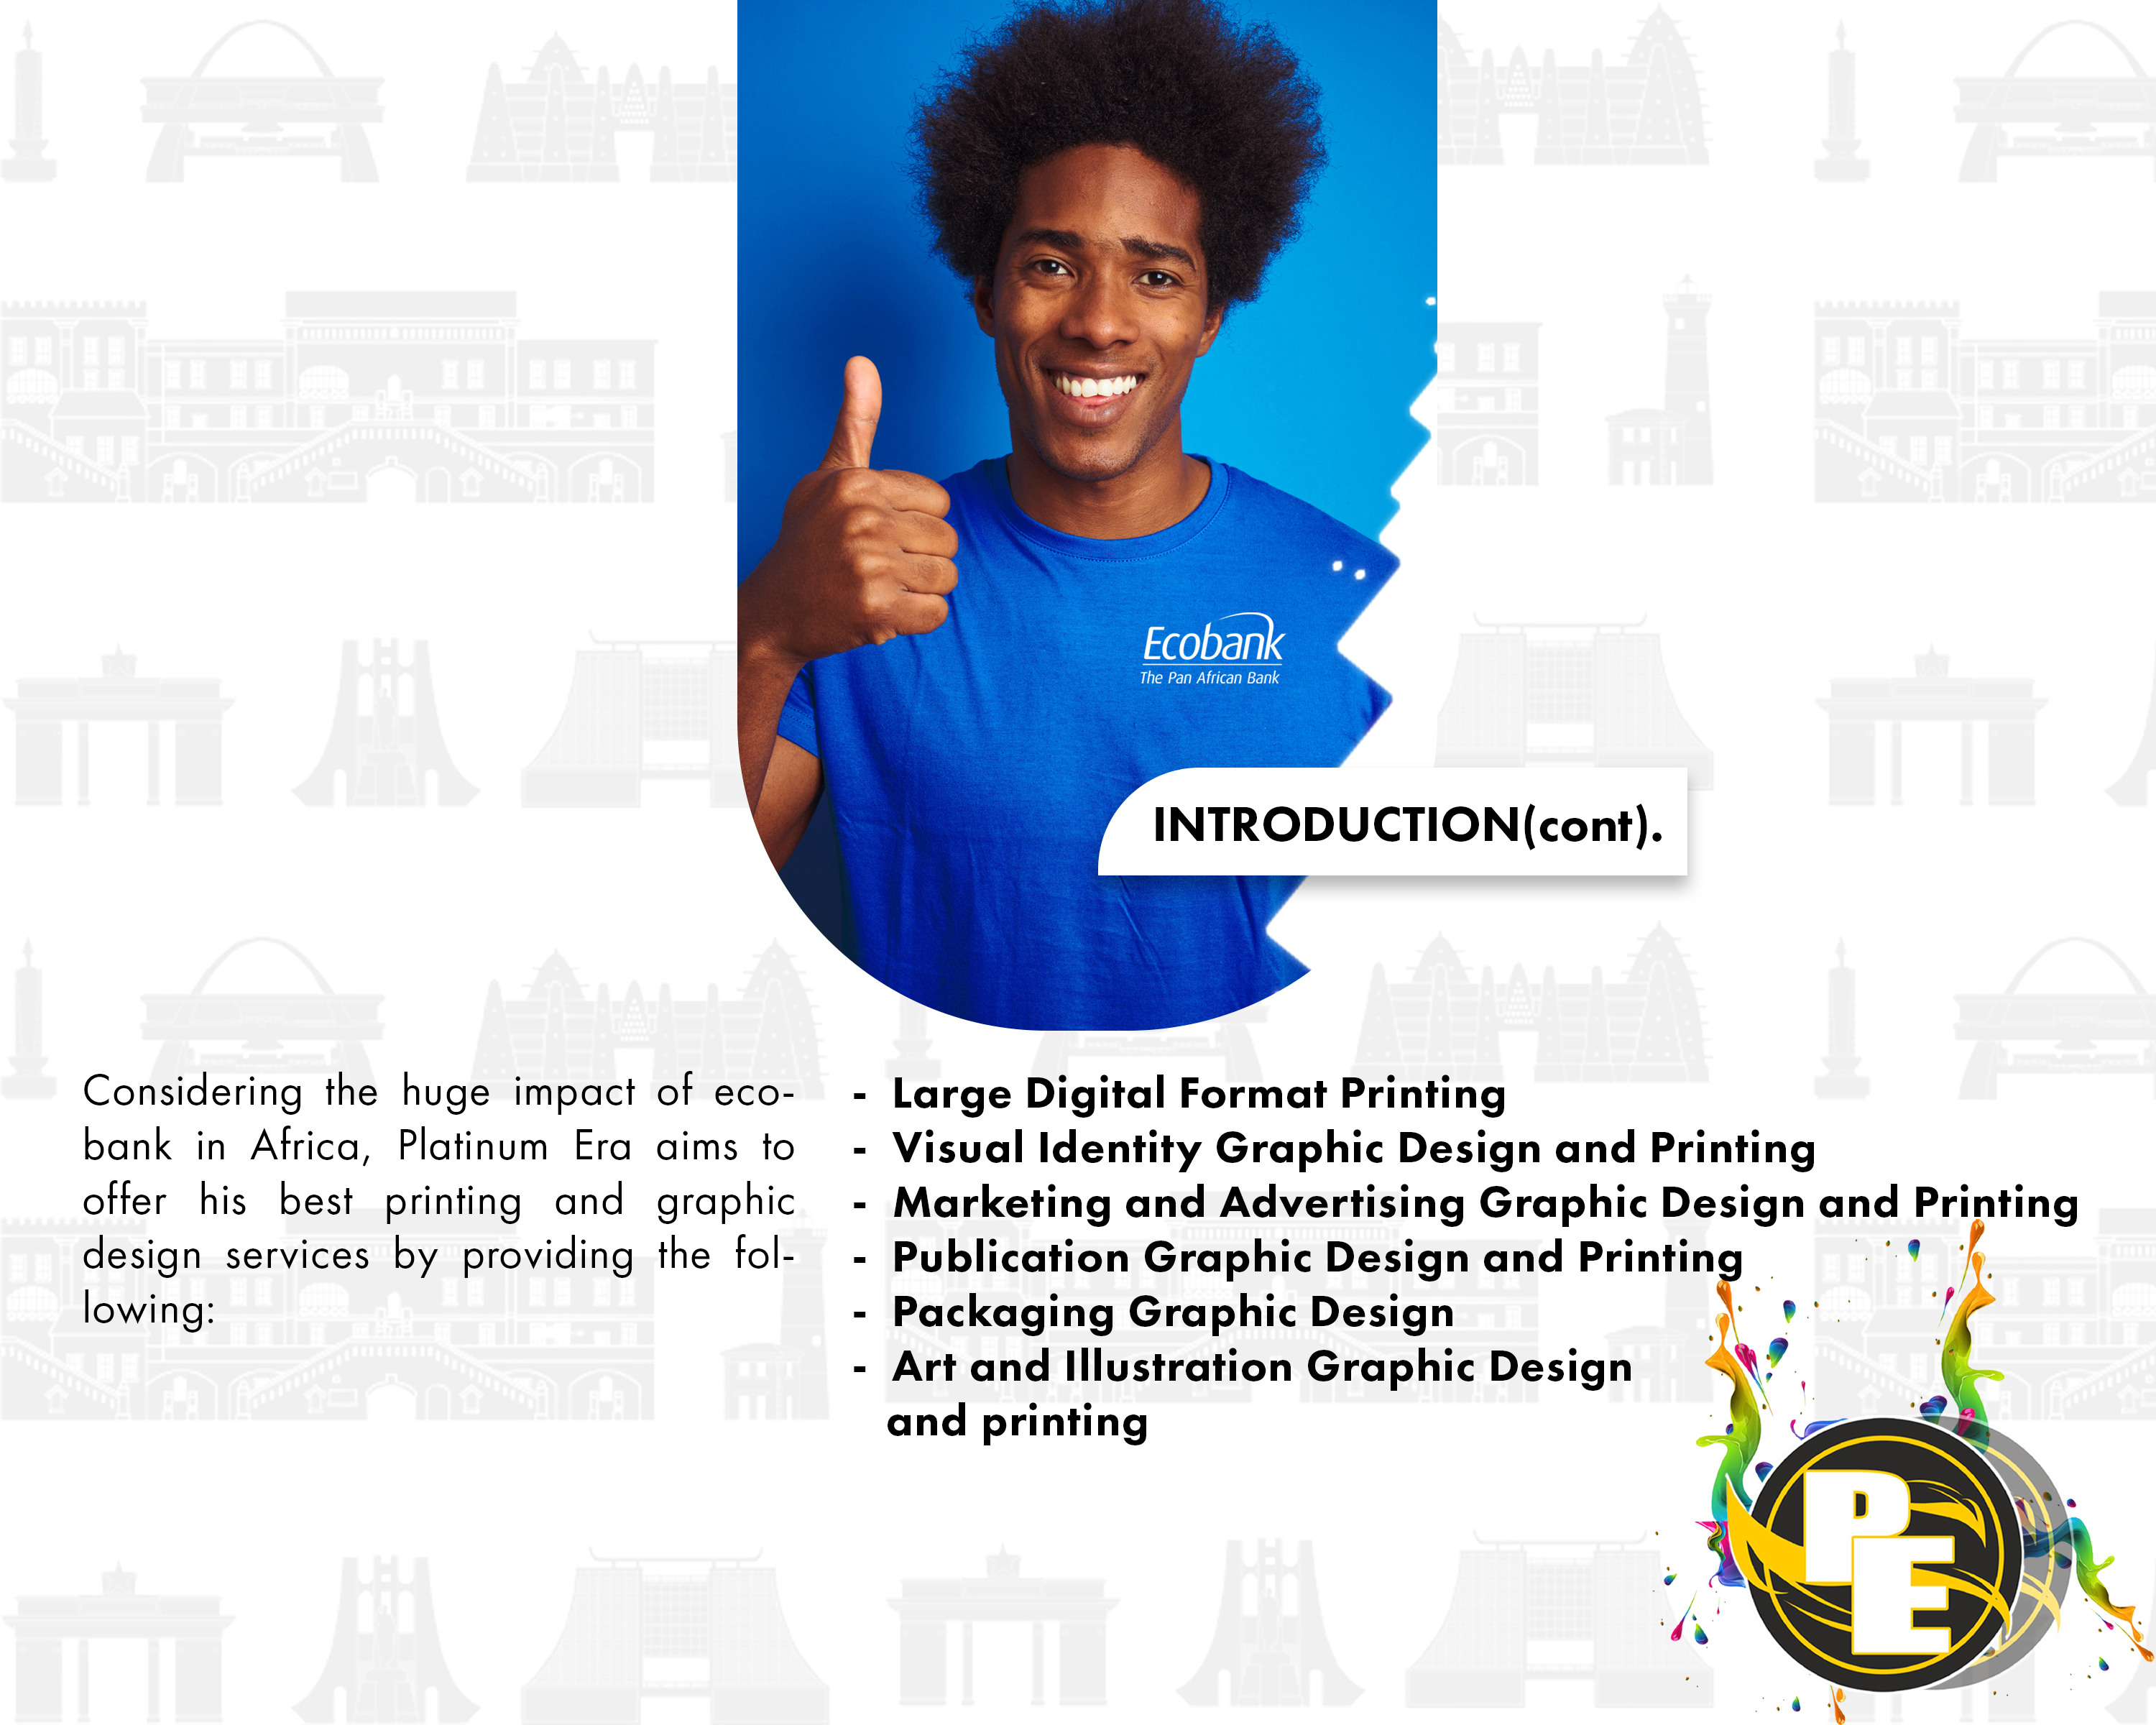 Ecobank
The Pan African Bank
INTRODUCTION(cont).
Considering the huge impact of eco-
bank in Africa, Platinum Era aims to
offer his best printing and graphic
design services by providing the fol-
lowing:
- Large Digital Format Printing
- Visual Identity Graphic Design and Printing
- Marketing and Advertising Graphic Design and Printing
- Publication Graphic Design and Printing
- Packaging Graphic Design
- Art and Illustration Graphic Design
and printing
PE